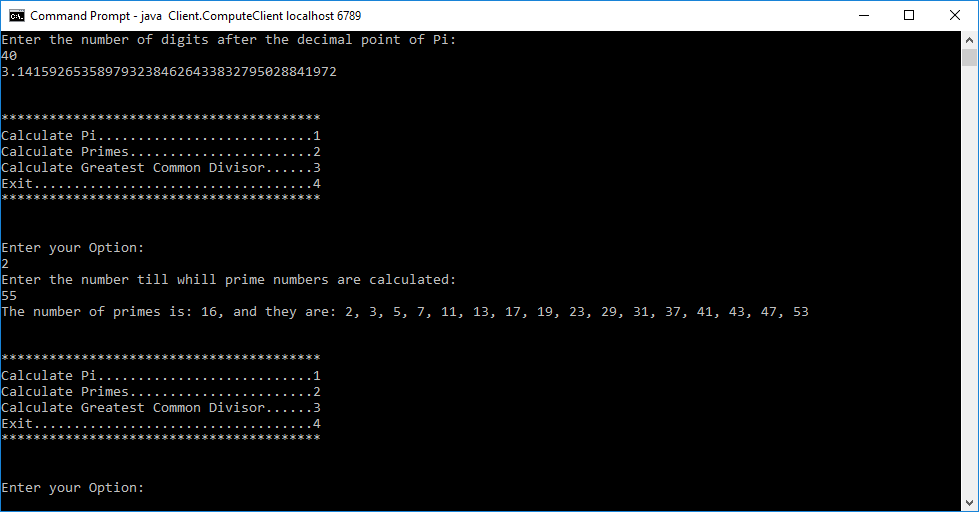 Command Prompt - java Client.ComputeClient localhost 6789
Enter the number of digits after the decimal point of Pi:
40
3.1415926535897932384626433832795028841972
****************************************
Calculate Pi...........................1
Calculate Primes.......................2
Calculate Greatest Common Divisor......3
Exit...................................4
****************************************
Enter your Option:
2
Enter the number till whill prime numbers are calculated:
55
The number of primes is: 16, and they are: 2, 3, 5, 7, 11, 13, 17, 19, 23, 29, 31, 37, 41, 43, 47, 53
****************************************
Calculate Pi...........................1
Calculate Primes.......................2
Calculate Greatest Common Divisor......3
Exit...................................4
****************************************
Enter your Option: